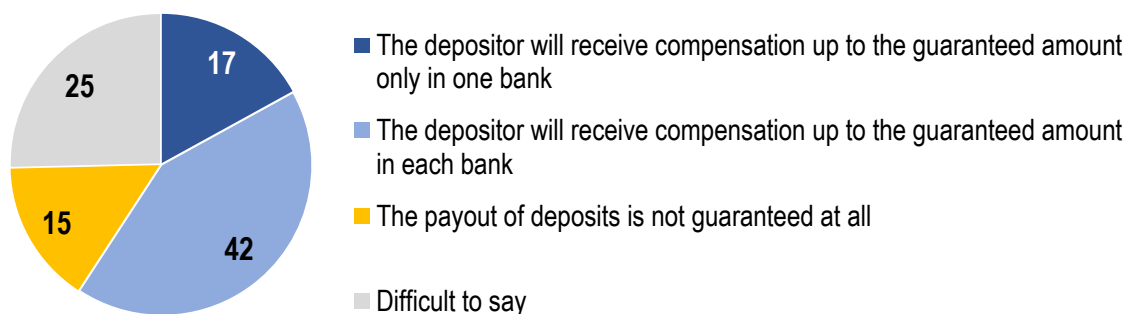 17
25
15
42
The depositor will receive compensation up to the guaranteed amount
only in one bank
The depositor will receive compensation up to the guaranteed amount
in each bank
The payout of deposits is not guaranteed at all
Difficult to say